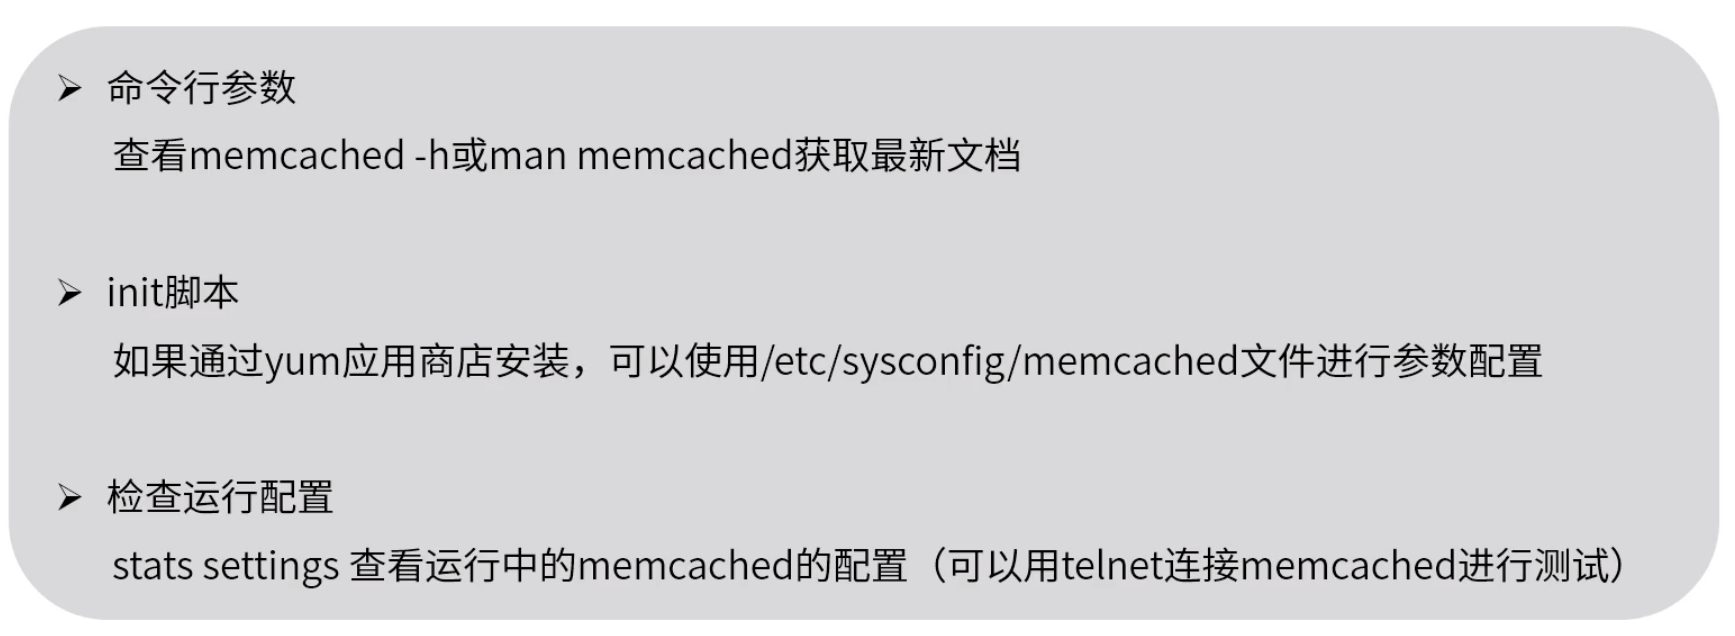 ➢ 命令行参数
查看memcached -h或man memcached获取最新文档
➢ init脚本
如果通过yum应用商店安装，可以使用/etc/sysconfig/memcached文件进行参数配置
➢ 检查运行配置
stats settings 查看运行中的memcached的配置（可以用telnet连接memcached进行测试）